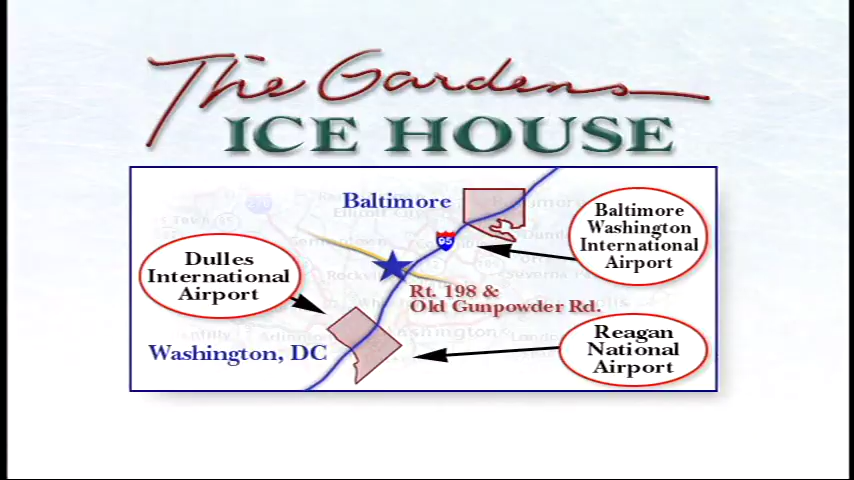 The Gardens
ICE HOUSE
Baltimore
Baltimore
Washington
International
Airport
95
Dulles
International
Airport
Rt. 198 &
Old Gunpowder Rd.
Washington, DC
Reagan
National
Airport